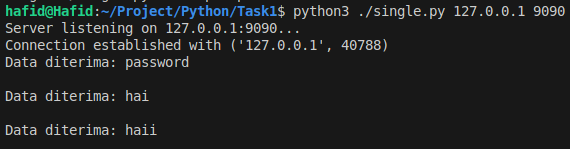 hafid@Hafid:~/Project/Python/Task1$ python3 ./single.py 127.0.0.1 9090
Server listening on 127.0.0.1:9090...
Connection established with ('127.0.0.1', 40788)
Data diterima: password
Data diterima: hai
Data diterima: haii